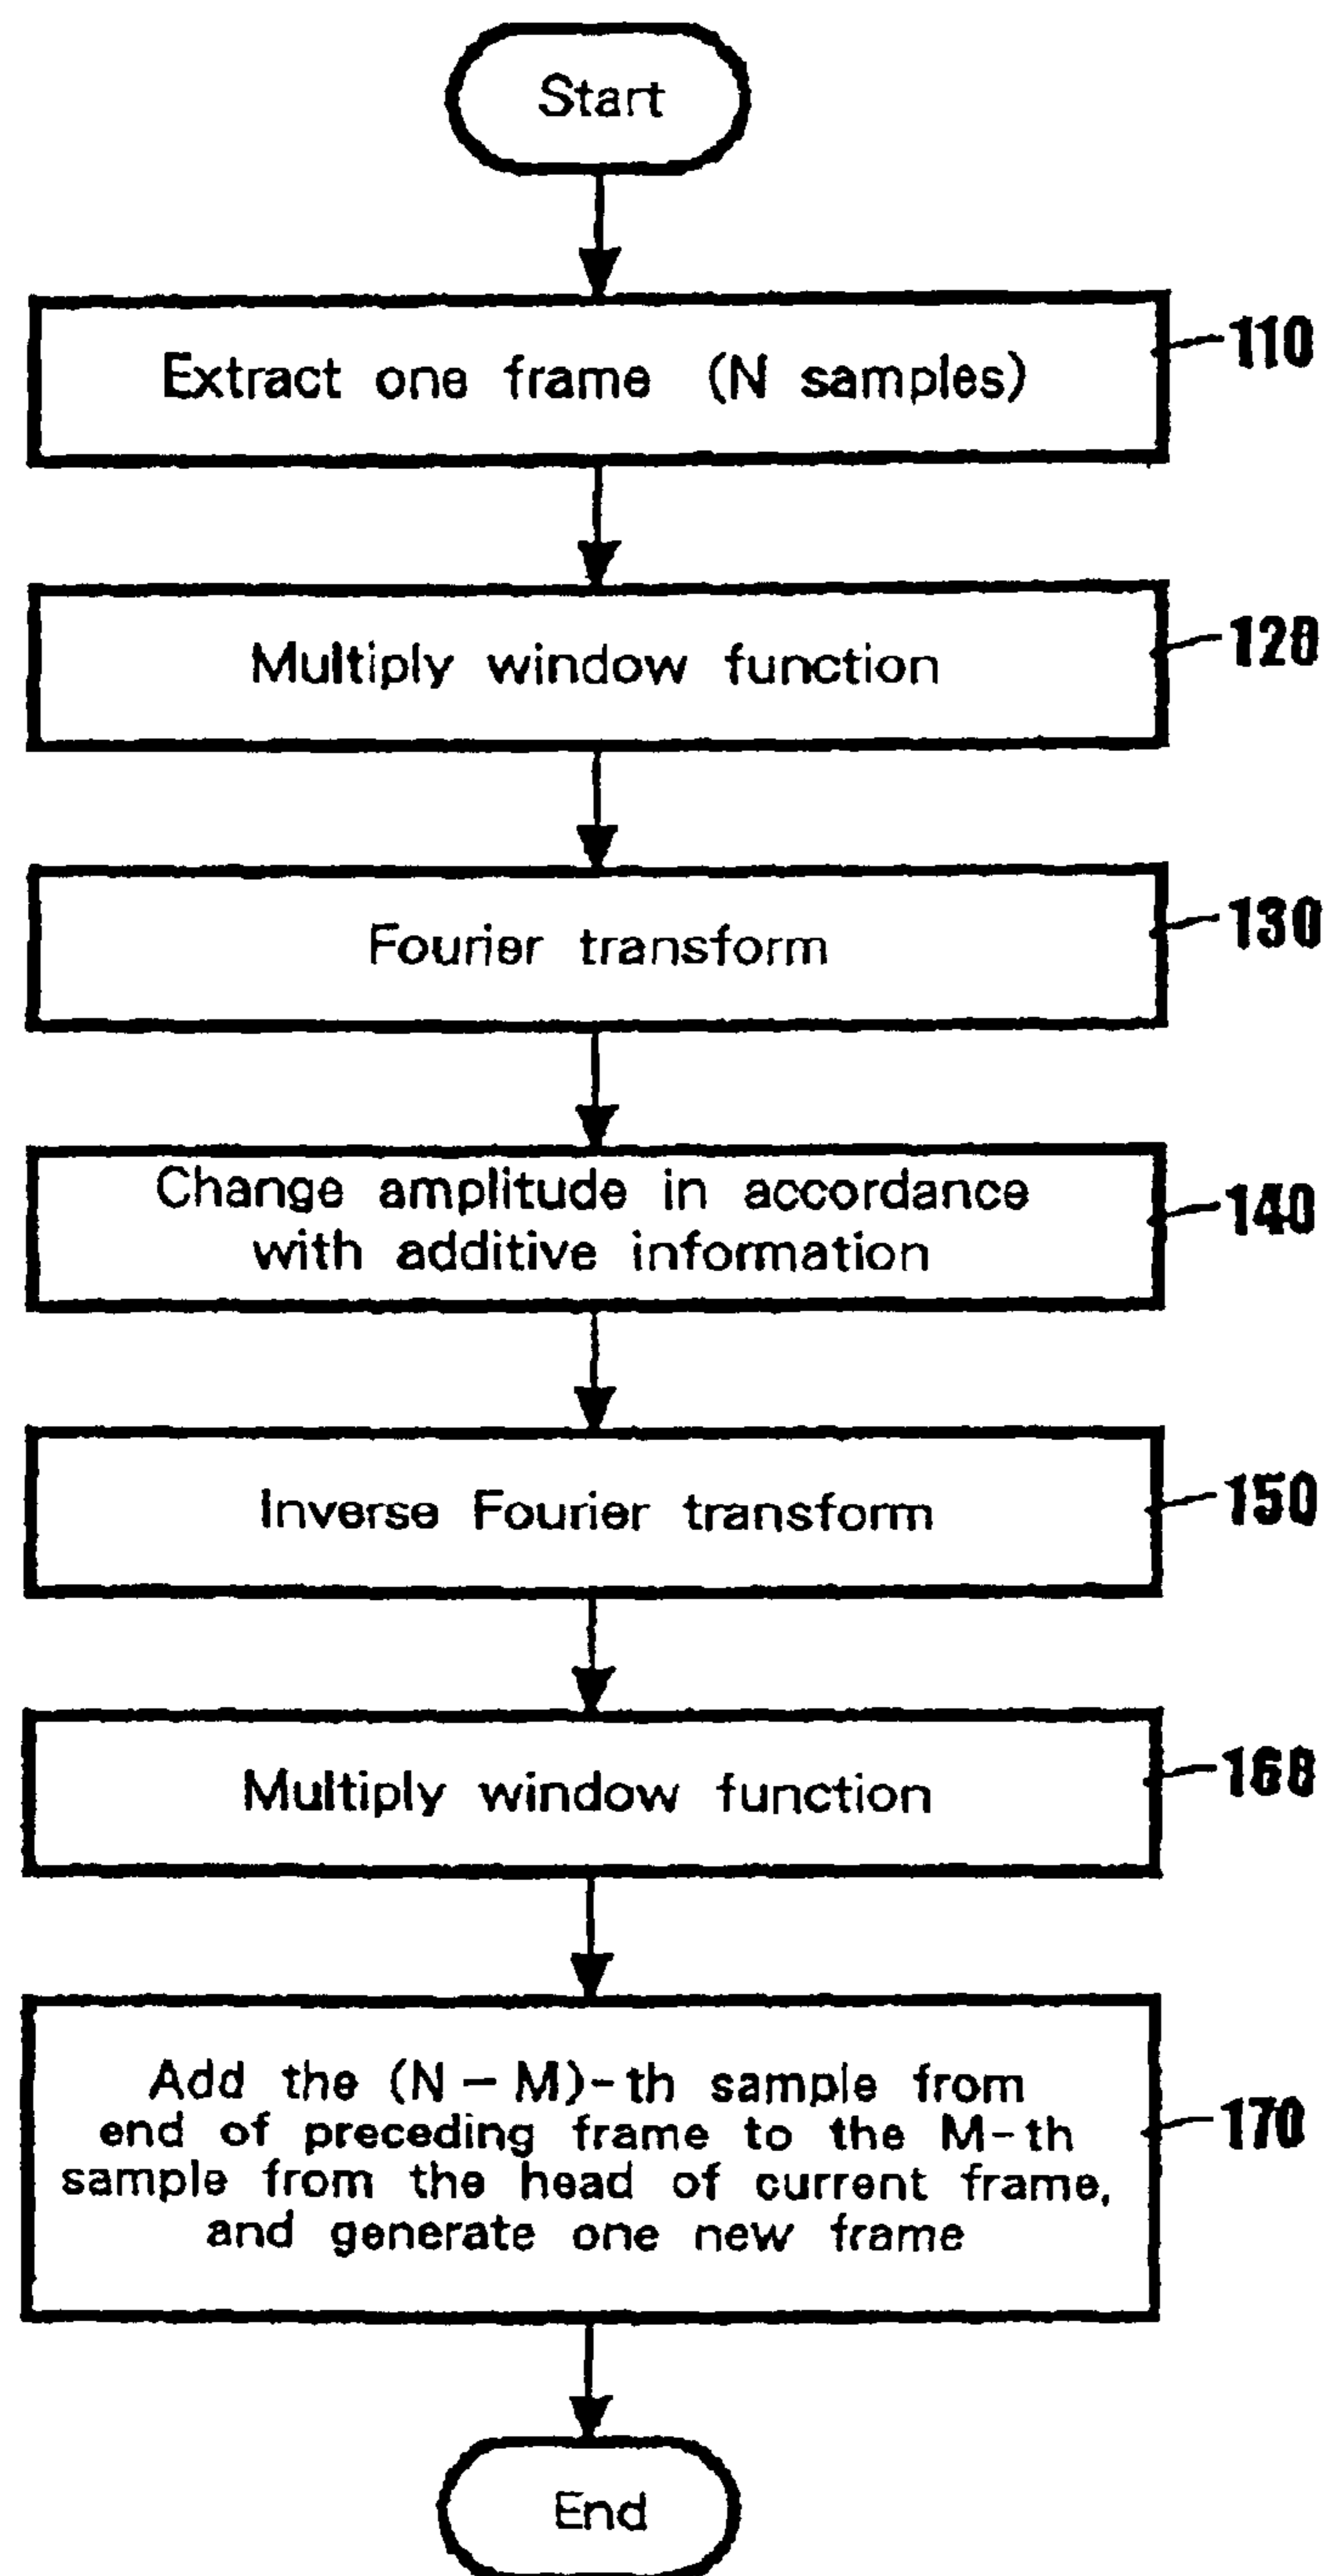 Start
Extract one frame (N samples)
110
Multiply window function
120
Fourier transform
130
Change amplitude in accordance
with additive information
140
Inverse Fourier transform
150
Multiply window function
160
Add the (N – M)-th sample from
end of preceding frame to the M-th
sample from the head of current frame,
and generate one new frame
170
End